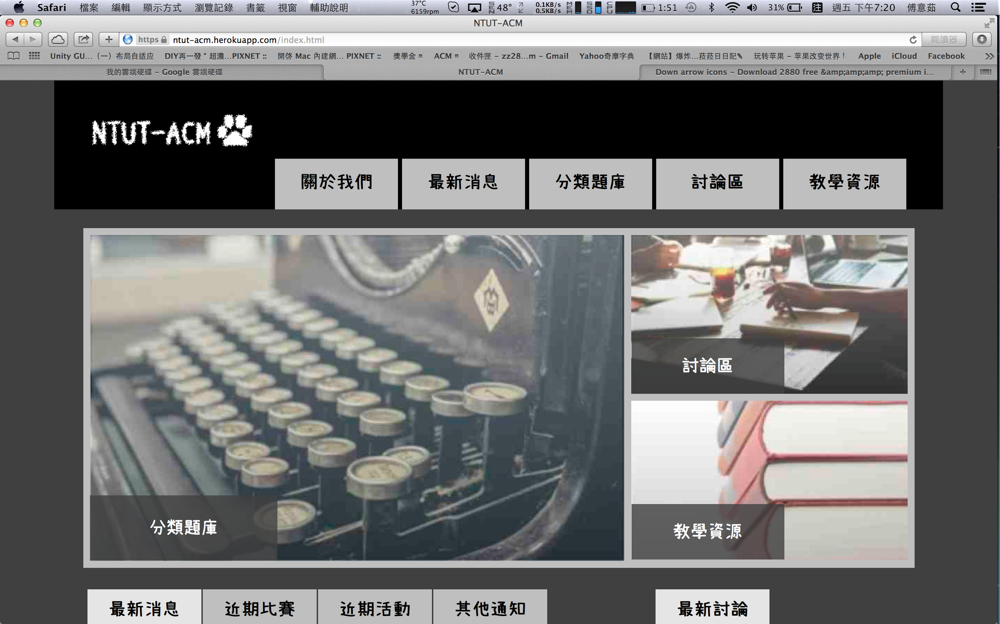 Safari 檔案 編輯 顯示方式 瀏覽記錄 書籤 視窗 輔助說明 37°C 6159rpm SEN 48° 0.1KB/s 0.5KB/s MEM SSD CPU 1:51 31% 注 週五 下午7:20 傅意茹
NTUT-ACM
https ntut-acm.herokuapp.com/index.html 閱讀器
Unity GU... (一) 布局自适应 DIY再一發 * 超濃...PIXNET :: 開啓 Mac 內建網... PIXNET :: 獎學金 ACM 收件匣 - zz28...m - Gmail Yahoo奇摩字典 【網站】爆炸...菈菈日日記✎ 玩转苹果 - 苹果改变世界！ Apple iCloud Facebook
我的雲端硬碟 - Google 雲端硬碟 NTUT-ACM Down arrow icons - Download 2880 free &amp;amp;amp; premium i...
NTUT-ACM
關於我們 最新消息 分類題庫 討論區 教學資源
討論區
分類題庫
教學資源
最新消息 近期比賽 近期活動 其他通知 最新討論